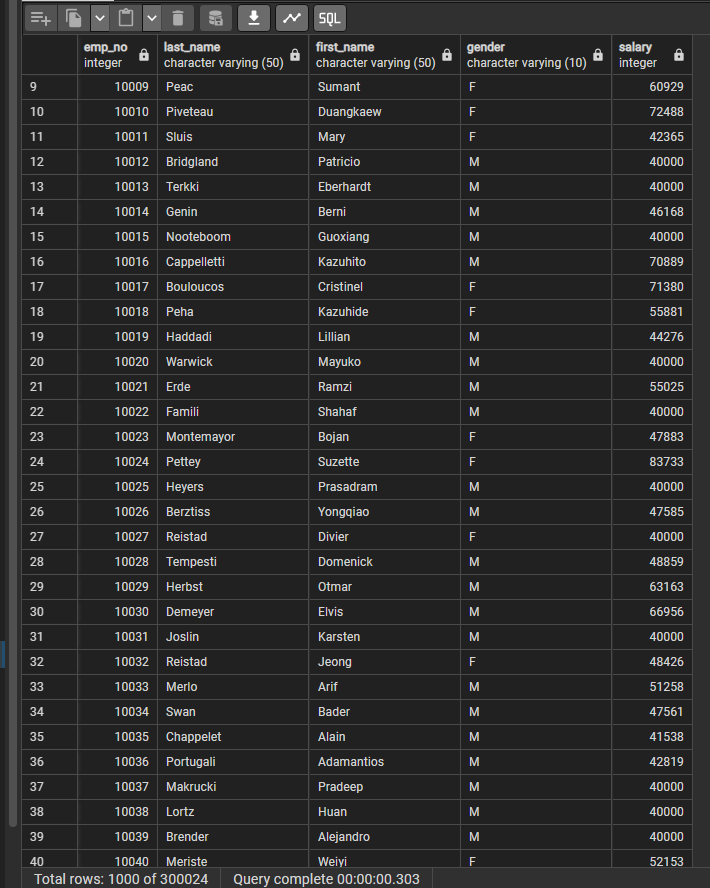 SQL
emp_no last_name first_name gender salary
integer character varying (50) character varying (50) character varying (10) integer
9 10009 Peac Sumant F 60929
10 10010 Piveteau Duangkaew F 72488
11 10011 Sluis Mary F 42365
12 10012 Bridgland Patricio M 40000
13 10013 Terkki Eberhardt M 40000
14 10014 Genin Berni M 46168
15 10015 Nooteboom Guoxiang M 40000
16 10016 Cappelletti Kazuhito M 70889
17 10017 Bouloucos Cristinel F 71380
18 10018 Peha Kazuhide F 55881
19 10019 Haddadi Lillian M 44276
20 10020 Warwick Mayuko M 40000
21 10021 Erde Ramzi M 55025
22 10022 Famili Shahaf M 40000
23 10023 Montemayor Bojan F 47883
24 10024 Pettey Suzette F 83733
25 10025 Heyers Prasadram M 40000
26 10026 Berztiss Yongqiao M 47585
27 10027 Reistad Divier F 40000
28 10028 Tempesti Domenick M 48859
29 10029 Herbst Otmar M 63163
30 10030 Demeyer Elvis M 66956
31 10031 Joslin Karsten M 40000
32 10032 Reistad Jeong F 48426
33 10033 Merlo Arif M 51258
34 10034 Swan Bader M 47561
35 10035 Chappelet Alain M 41538
36 10036 Portugali Adamantios M 42819
37 10037 Makrucki Pradeep M 40000
38 10038 Lortz Huan M 40000
39 10039 Brender Alejandro M 40000
40 10040 Meriste Weiyi F 52153
Total rows: 1000 of 300024 Query complete 00:00:00.303